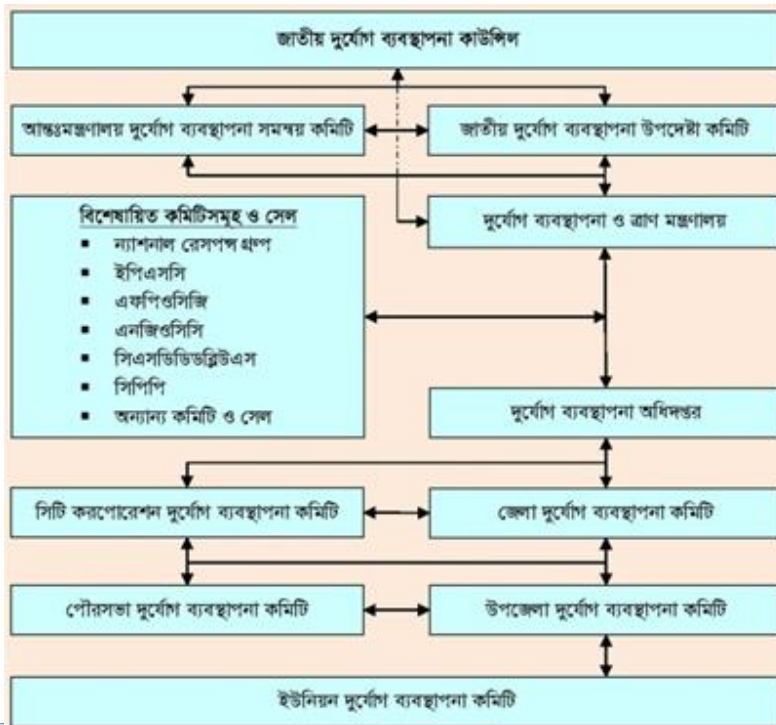 জাতীয় দুর্যোগ ব্যবস্থাপনা কাউন্সিল
আন্তঃমন্ত্রণালয় দুর্যোগ ব্যবস্থাপনা সমন্বয় কমিটি
জাতীয় দুর্যোগ ব্যবস্থাপনা উপদেষ্টা কমিটি
বিশেষায়িত কমিটিসমূহ ও সেল
▪ ন্যাশনাল রেসপন্স গ্রুপ
▪ ইপিএসসি
▪ এফপিওসিজি
▪ এনজিওসিসি
▪ সিএসডিডিডব্লিউএস
▪ সিপিপি
▪ অন্যান্য কমিটি ও সেল
দুর্যোগ ব্যবস্থাপনা ও ত্রাণ মন্ত্রণালয়
দুর্যোগ ব্যবস্থাপনা অধিদপ্তর
সিটি করপোরেশন দুর্যোগ ব্যবস্থাপনা কমিটি
জেলা দুর্যোগ ব্যবস্থাপনা কমিটি
পৌরসভা দুর্যোগ ব্যবস্থাপনা কমিটি
উপজেলা দুর্যোগ ব্যবস্থাপনা কমিটি
ইউনিয়ন দুর্যোগ ব্যবস্থাপনা কমিটি